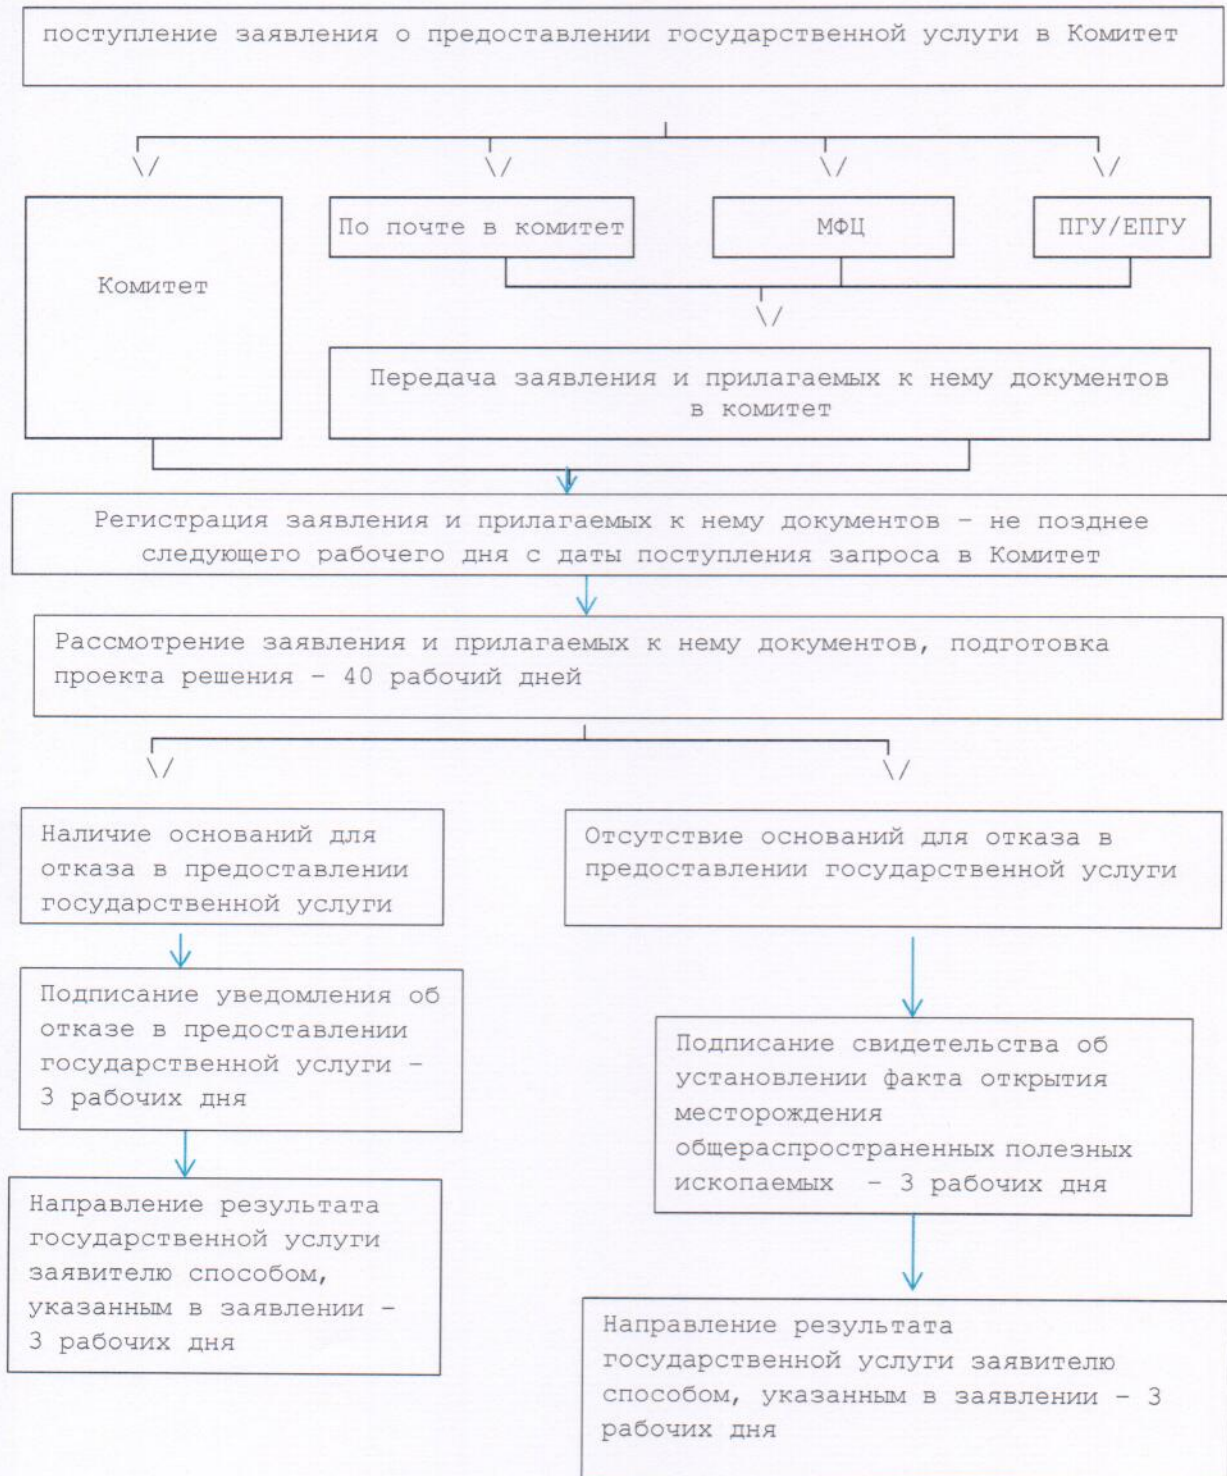 поступление заявления о предоставлении государственной услуги в Комитет
\/ \/ \/ \/
По почте в комитет МФЦ ПГУ/ЕПГУ
Комитет
\/
Передача заявления и прилагаемых к нему документов
в комитет
Регистрация заявления и прилагаемых к нему документов – не позднее
следующего рабочего дня с даты поступления запроса в Комитет
Рассмотрение заявления и прилагаемых к нему документов, подготовка
проекта решения – 40 рабочий дней
\/ \/
Наличие оснований для
отказа в предоставлении
государственной услуги
Отсутствие оснований для отказа в
предоставлении государственной услуги
Подписание уведомления об
отказе в предоставлении
государственной услуги –
3 рабочих дня
Подписание свидетельства об
установлении факта открытия
месторождения
общераспространенных полезных
ископаемых – 3 рабочих дня
Направление результата
государственной услуги
заявителю способом,
указанным в заявлении –
3 рабочих дня
Направление результата
государственной услуги заявителю
способом, указанным в заявлении – 3
рабочих дня